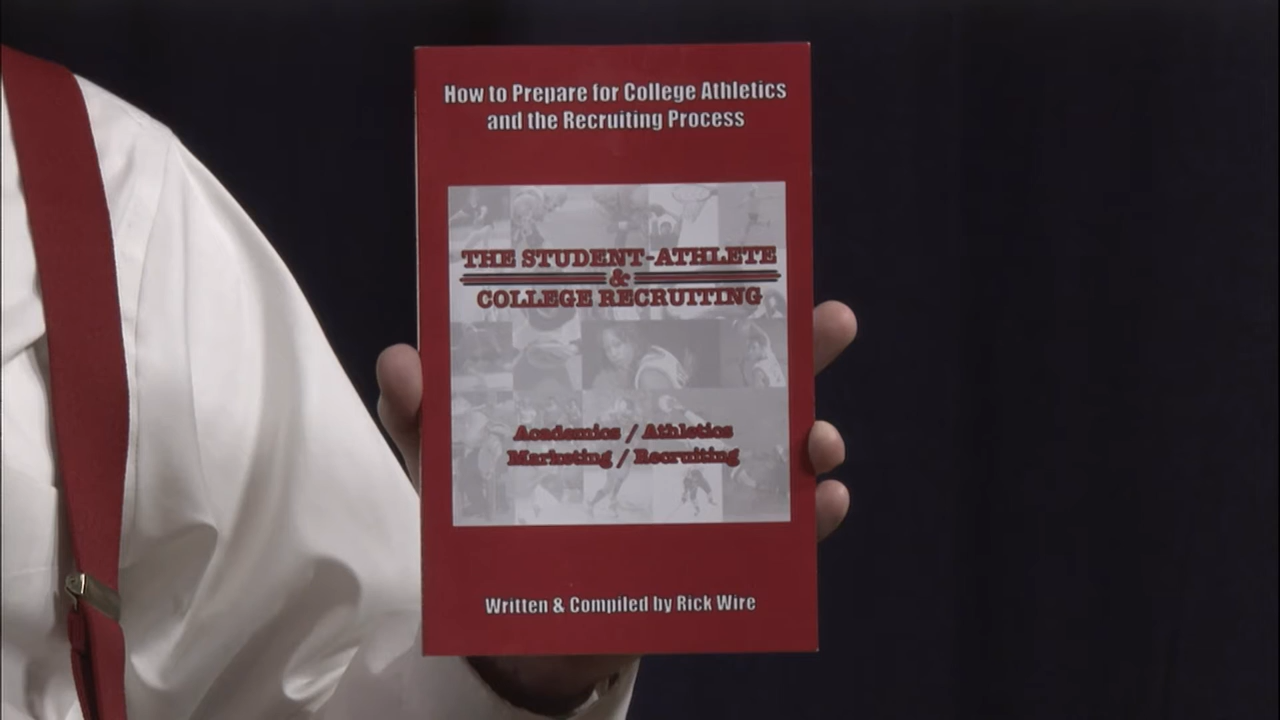 How to Prepare for College Athletics
and the Recruiting Process
THE STUDENT-ATHLETE
&
COLLEGE RECRUITING
Academics / Athletics
Marketing / Recruiting
Written & Compiled by Rick Wire